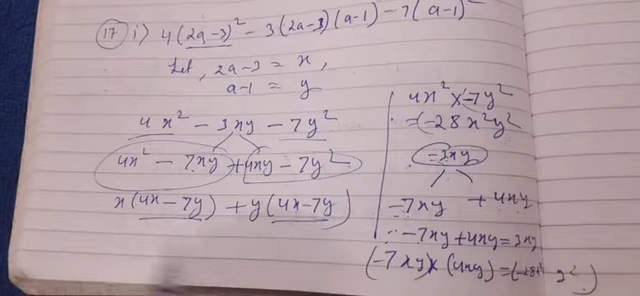 17 i) 4(2a-3)² - 3(2a-3)(a-1) - 7(a-1)²
Let, 2a-3 = x,
a-1 = y
4x² - 3xy - 7y²
4x² - 7xy + 4xy - 7y²
x(4x-7y) + y(4x-7y)
4x² x -7y²
= (-28x²y²
= 3xy
-7xy + 4xy
∴ -7xy + 4xy = 3xy
(-7xy) x (4xy) = (-28